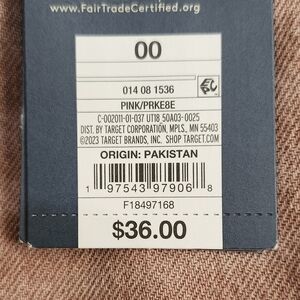 www.FairTradeCertified.org
00
014 08 1536
PINK/PRKE8E
C-002011-01-037 UT18 50A03-0025
DIST. BY TARGET CORPORATION, MPLS, MN 55403
©2023 TARGET BRANDS, INC. SHOP TARGET.COM
ORIGIN: PAKISTAN
1 97543 97906 8
F18497168
$36.00